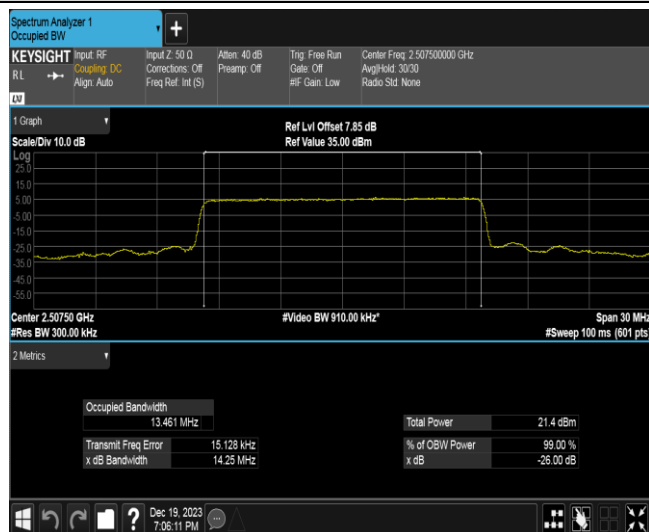 Spectrum Analyzer 1
Occupied BW
KEYSIGHT Input: RF Input Z: 50 Ω Atten: 40 dB Trig: Free Run Center Freq: 2.507500000 GHz
RL Coupling: DC Corrections: Off Preamp: Off Gate: Off Avg|Hold: 30/30
Align: Auto Freq Ref: Int (S) #IF Gain: Low Radio Std: None
LXI
1 Graph
Ref Lvl Offset 7.85 dB
Scale/Div 10.0 dB Ref Value 35.00 dBm
Log
25.0
15.0
5.00
-5.00
-15.0
-25.0
-35.0
-45.0
-55.0
Center 2.50750 GHz #Video BW 910.00 kHz* Span 30 MHz
#Res BW 300.00 kHz #Sweep 100 ms (601 pts)
2 Metrics
Occupied Bandwidth
13.461 MHz Total Power 21.4 dBm
Transmit Freq Error 15.128 kHz % of OBW Power 99.00 %
x dB Bandwidth 14.25 MHz x dB -26.00 dB
Dec 19, 2023
7:06:11 PM